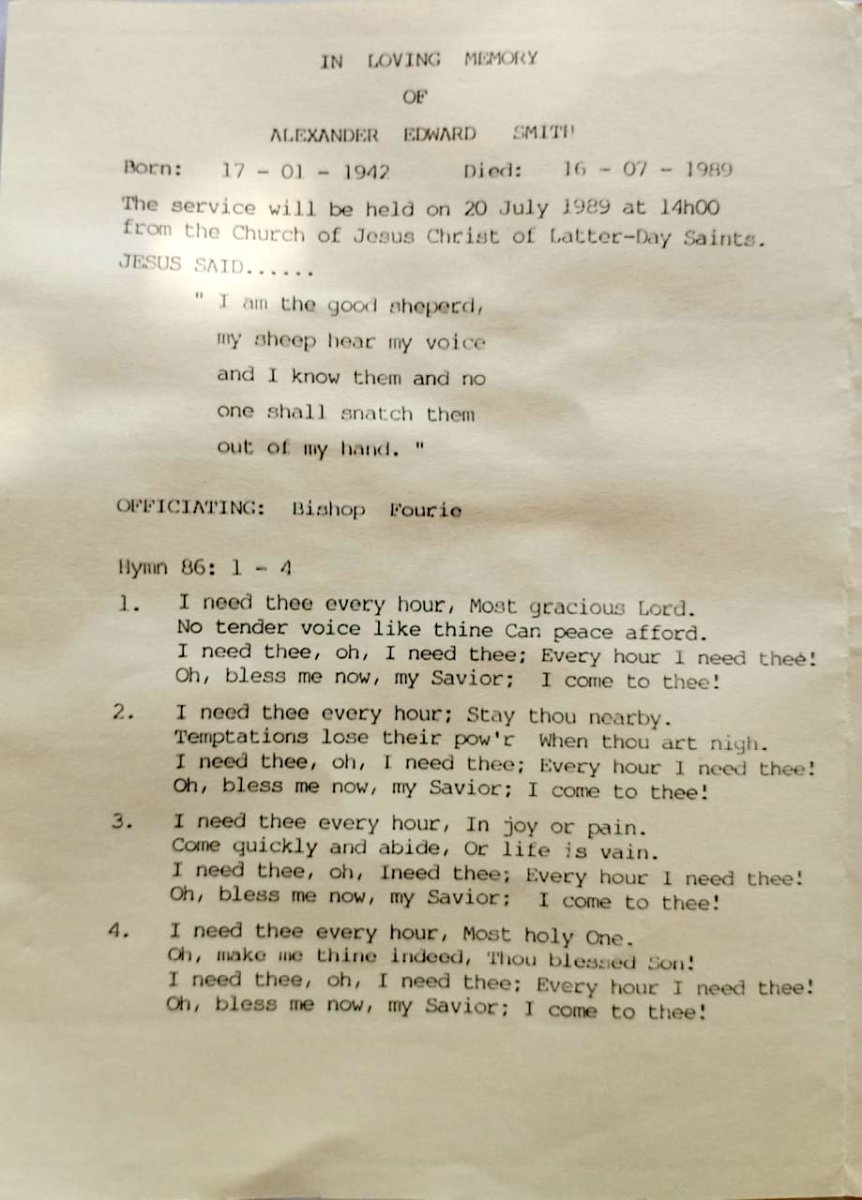 IN LOVING MEMORY
OF
ALEXANDER EDWARD SMITH
Born: 17 - 01 - 1942 Died: 16 - 07 - 1989
The service will be held on 20 July 1989 at 14h00
from the Church of Jesus Christ of Latter-Day Saints.
JESUS SAID......
" I am the good sheperd,
my sheep hear my voice
and I know them and no
one shall snatch them
out of my hand. "
OFFICIATING: Bishop Fourie
Hymn 86: 1 - 4
1. I need thee every hour, Most gracious Lord.
No tender voice like thine Can peace afford.
I need thee, oh, I need thee; Every hour I need thee!
Oh, bless me now, my Savior; I come to thee!
2. I need thee every hour; Stay thou nearby.
Temptations lose their pow'r When thou art nigh.
I need thee, oh, I need thee; Every hour I need thee!
Oh, bless me now, my Savior; I come to thee!
3. I need thee every hour, In joy or pain.
Come quickly and abide, Or life is vain.
I need thee, oh, Ineed thee; Every hour I need thee!
Oh, bless me now, my Savior; I come to thee!
4. I need thee every hour, Most holy One.
Oh, make me thine indeed, Thou blessed Son!
I need thee, oh, I need thee; Every hour I need thee!
Oh, bless me now, my Savior; I come to thee!